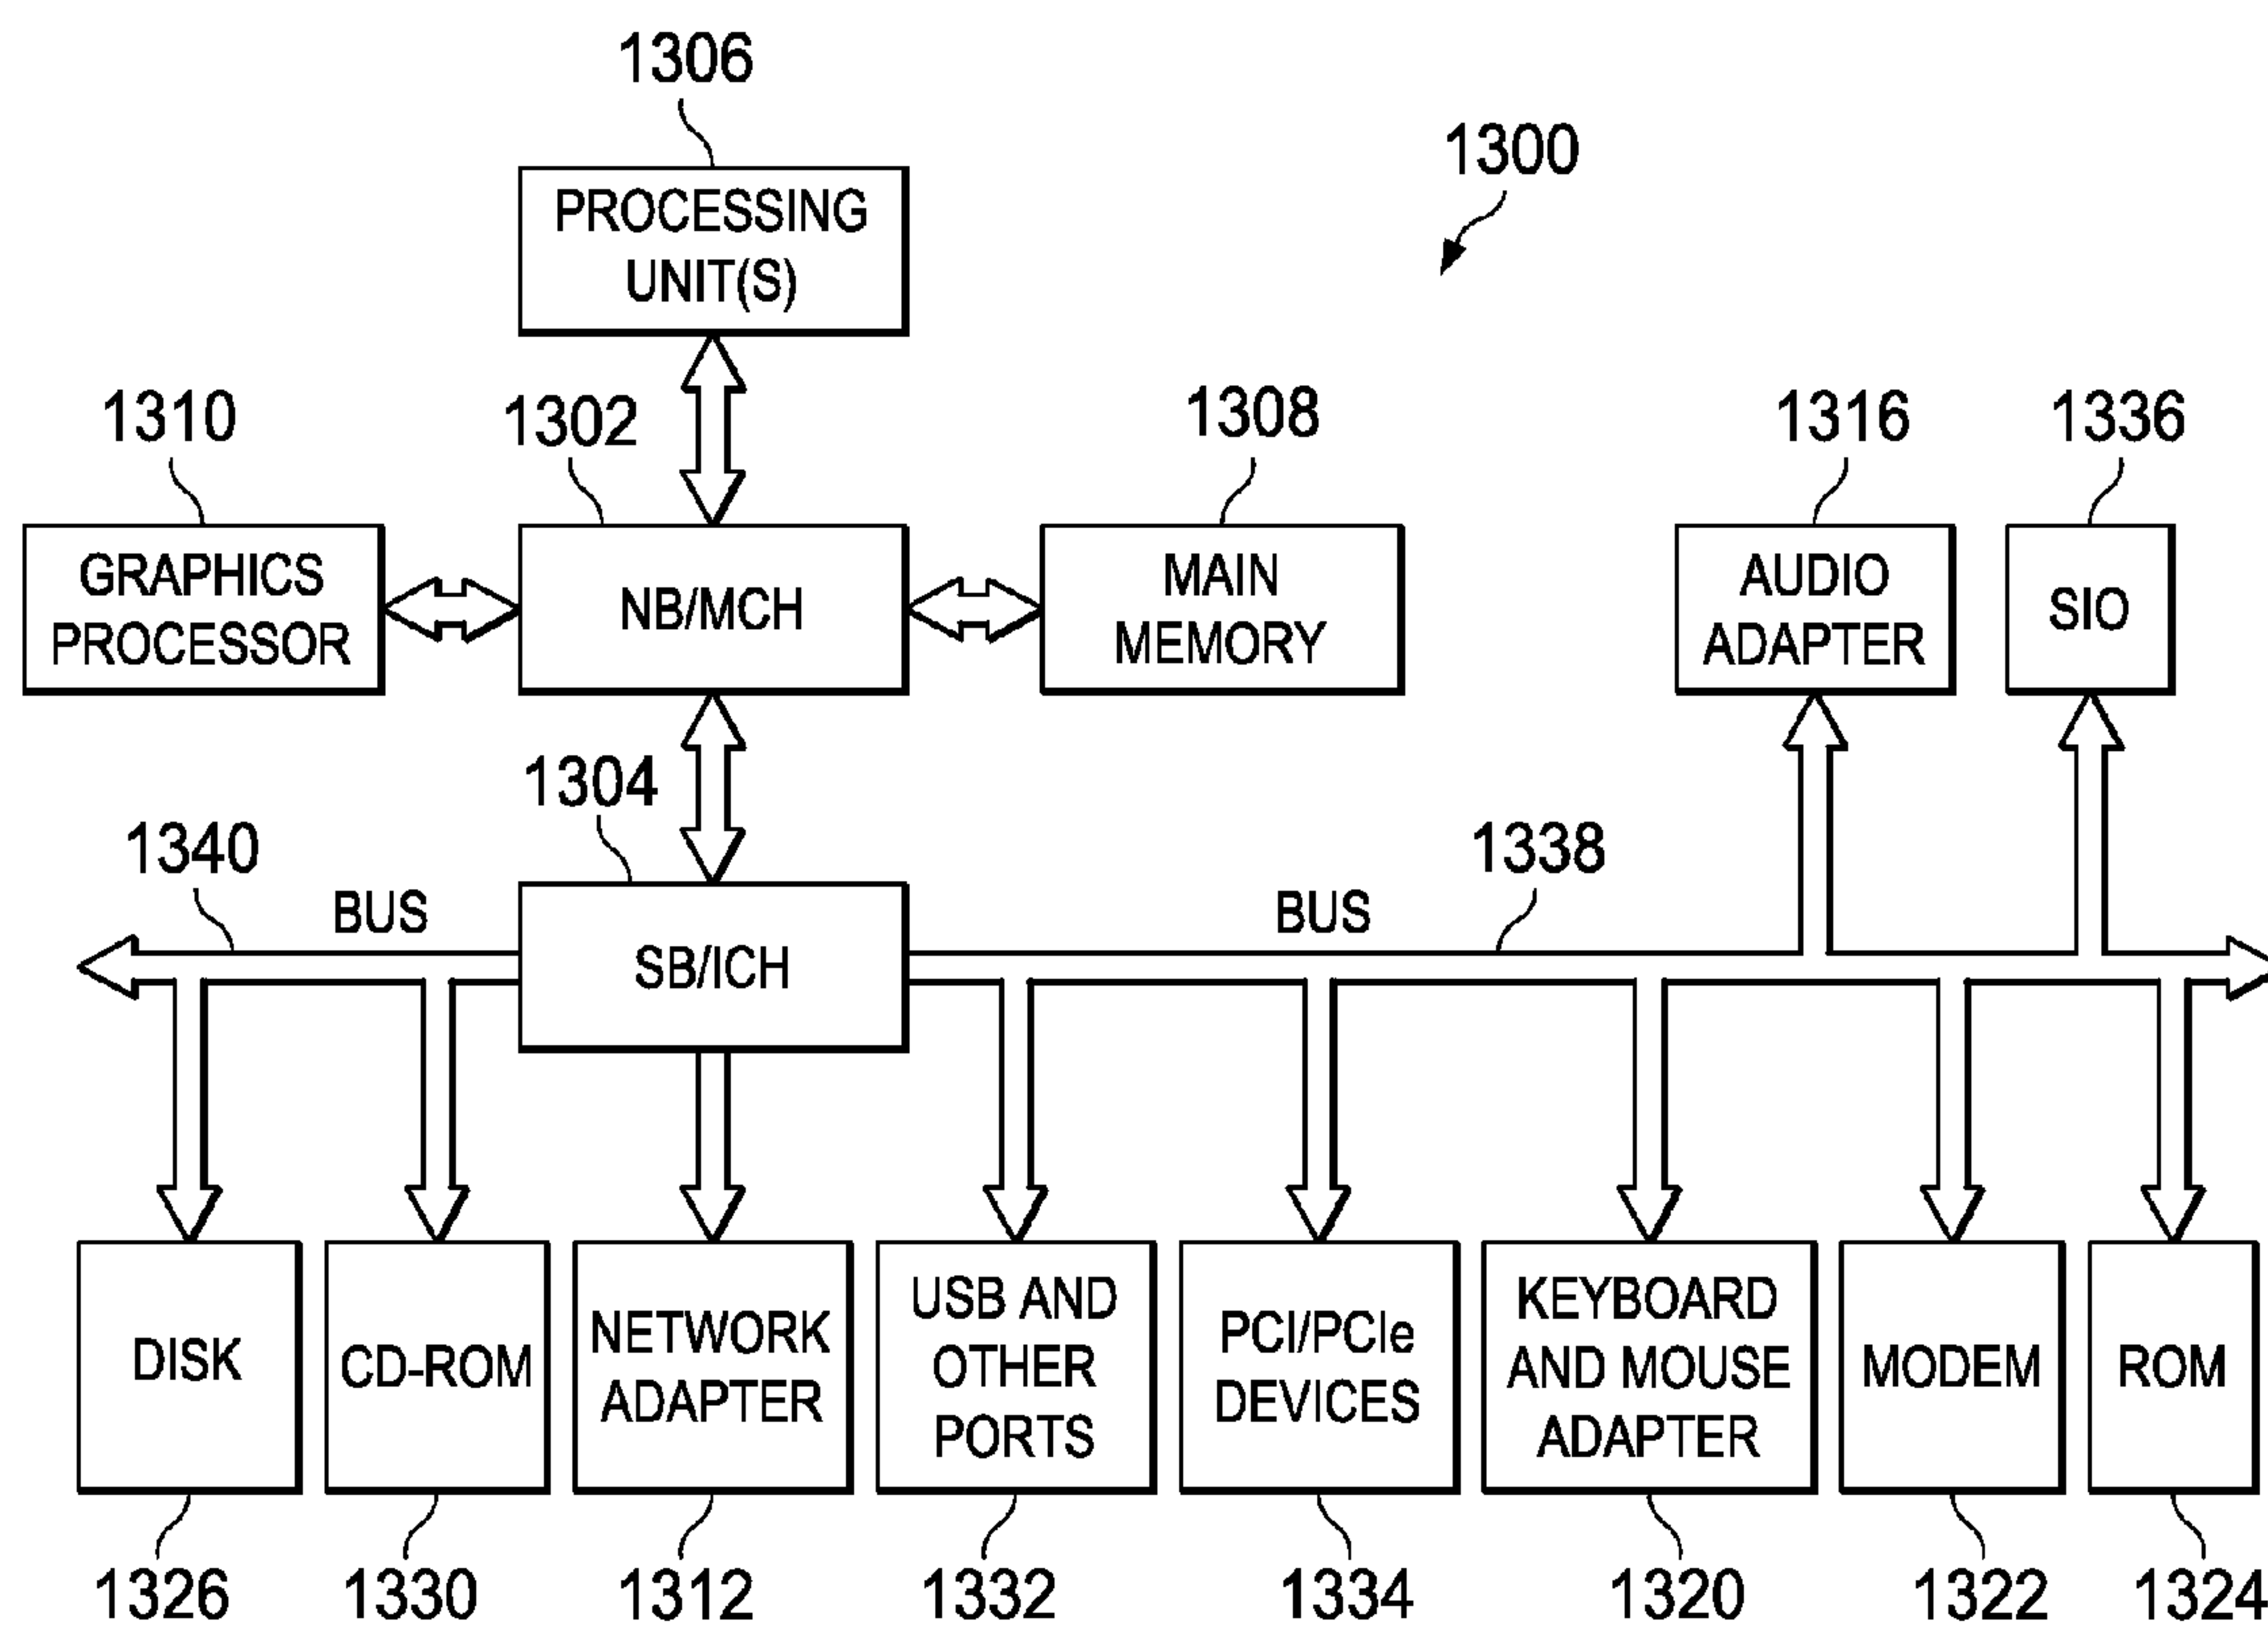 1306
1300
PROCESSING
UNIT(S)
1310
1302
1308
1316
1336
GRAPHICS
PROCESSOR
NB/MCH
MAIN
MEMORY
AUDIO
ADAPTER
SIO
1304
1340
1338
BUS
BUS
SB/ICH
DISK
CD-ROM
NETWORK
ADAPTER
USB AND
OTHER
PORTS
PCI/PCIe
DEVICES
KEYBOARD
AND MOUSE
ADAPTER
MODEM
ROM
1326
1330
1312
1332
1334
1320
1322
1324